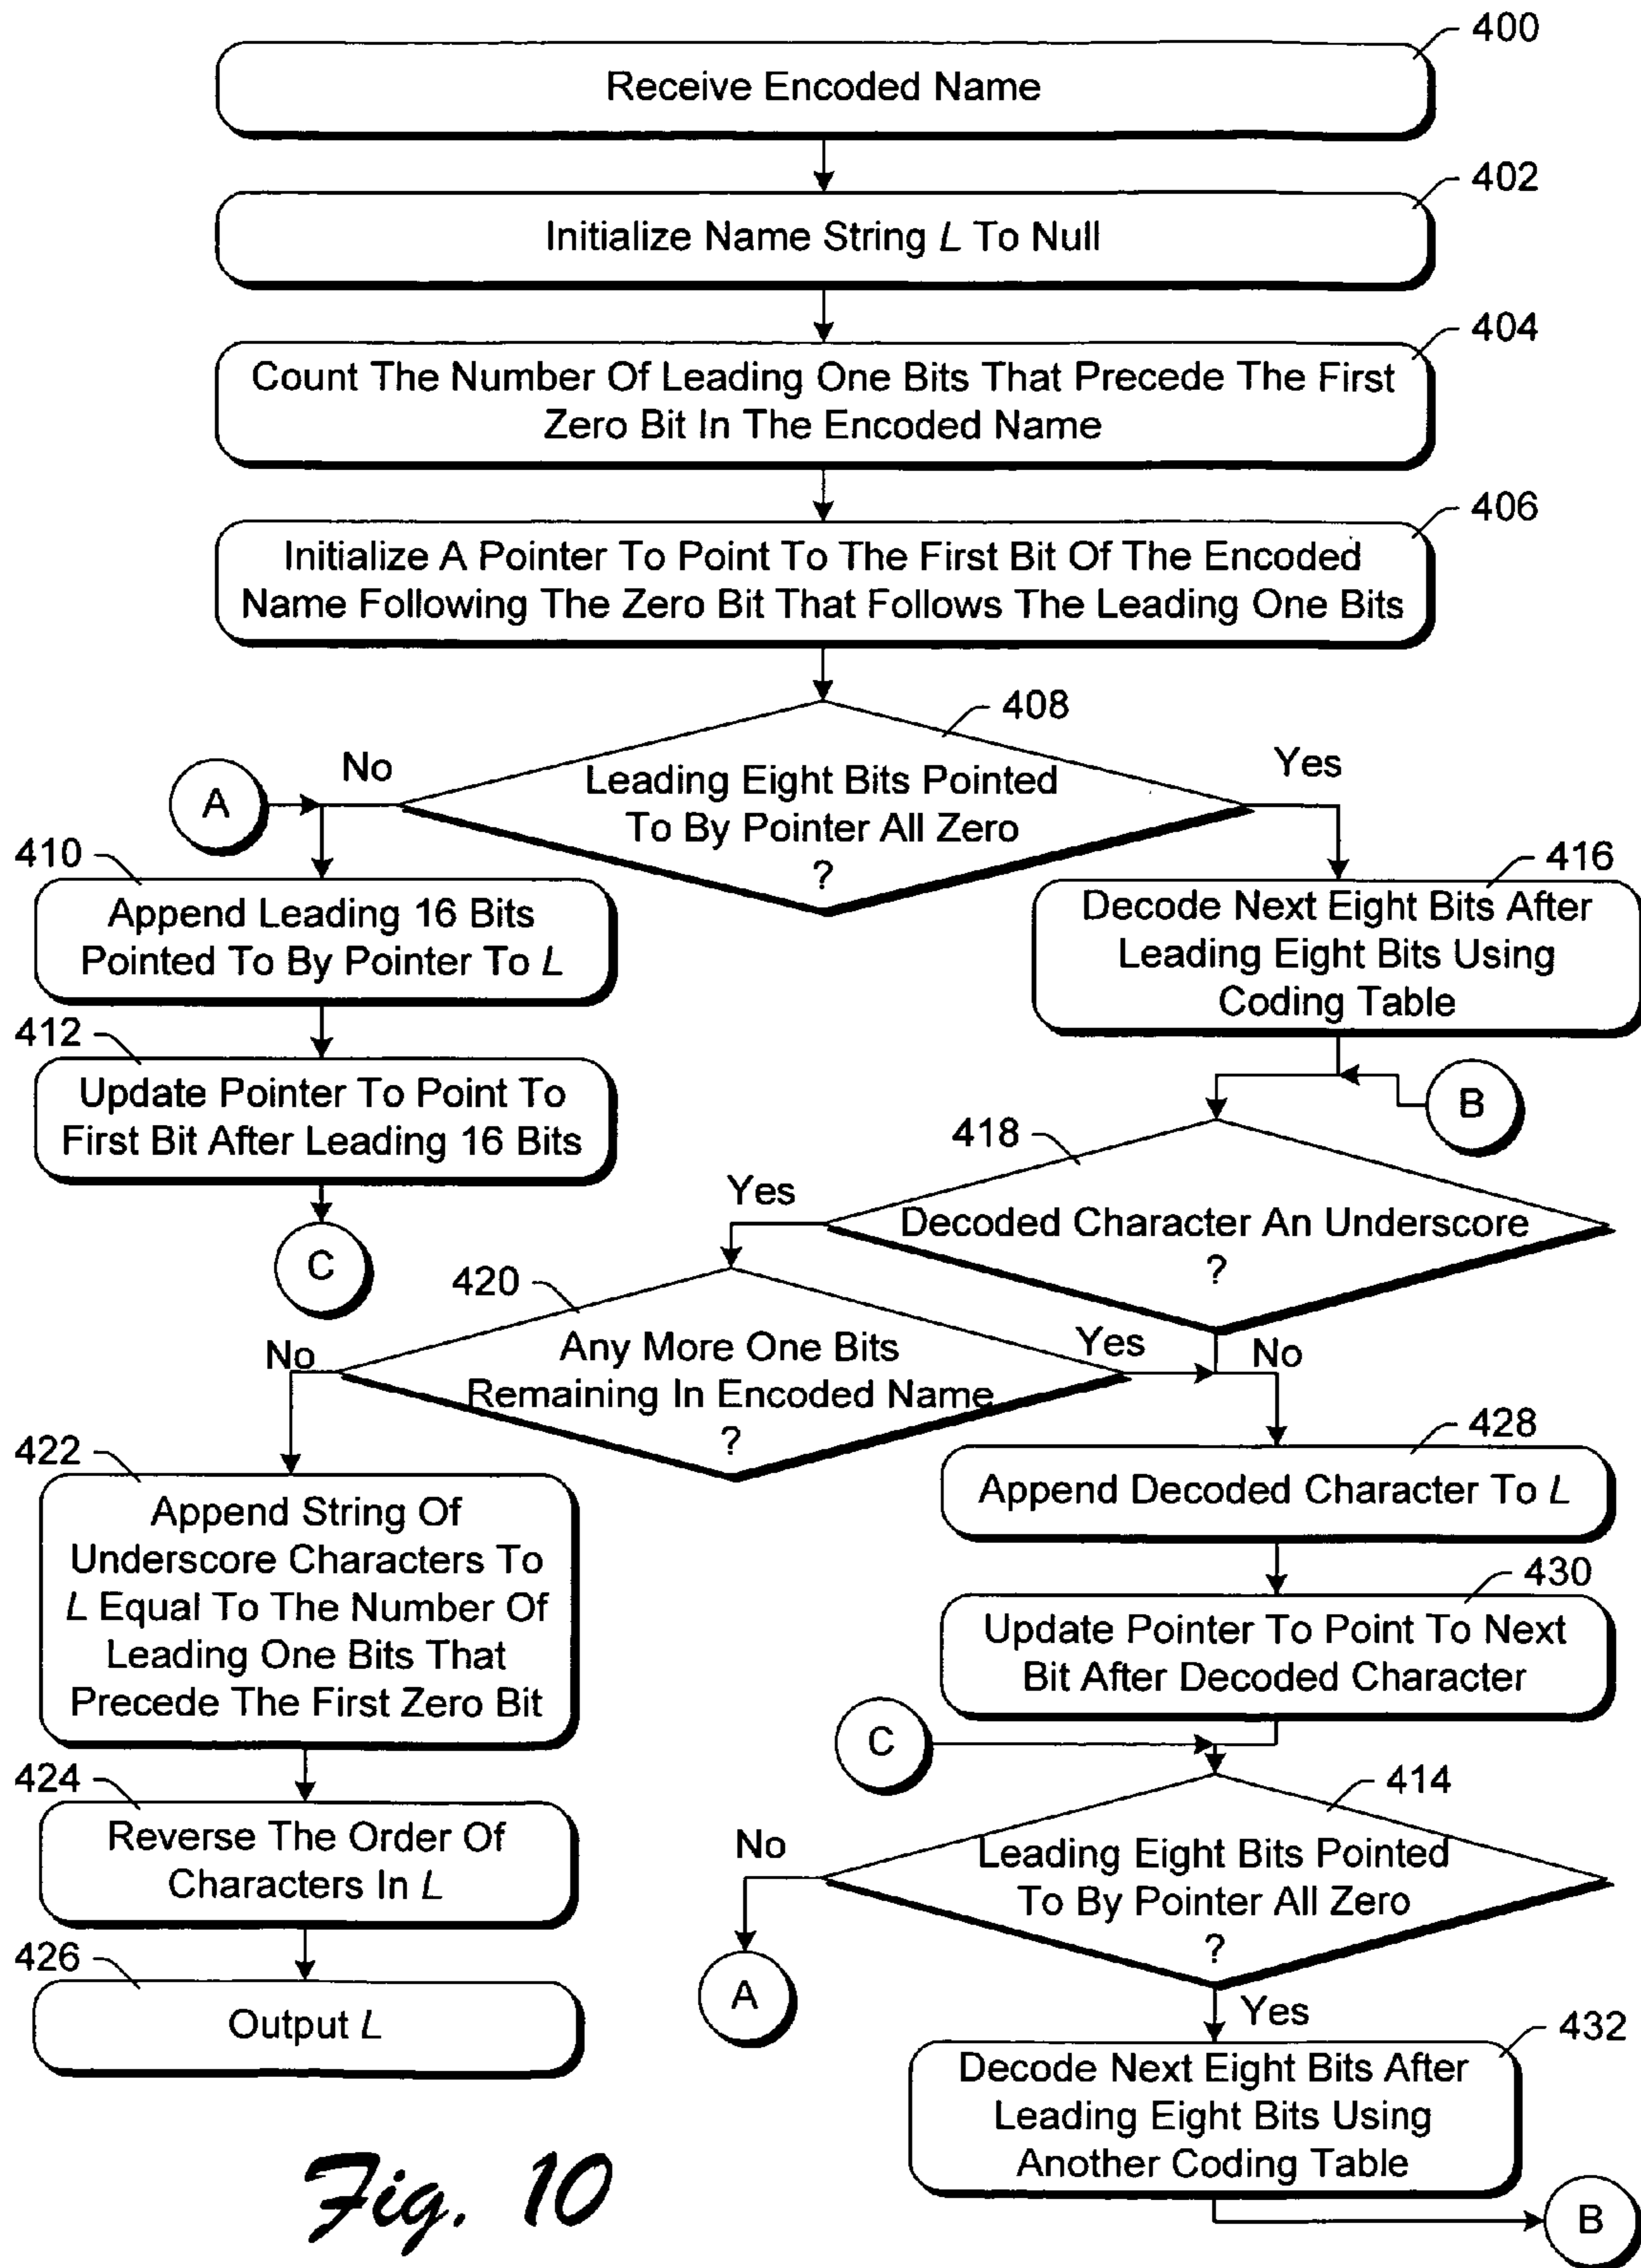 400
Receive Encoded Name
402
Initialize Name String L To Null
404
Count The Number Of Leading One Bits That Precede The First
Zero Bit In The Encoded Name
406
Initialize A Pointer To Point To The First Bit Of The Encoded
Name Following The Zero Bit That Follows The Leading One Bits
408
No
Yes
A
Leading Eight Bits Pointed
To By Pointer All Zero
?
410
Append Leading 16 Bits
Pointed To By Pointer To L
416
Decode Next Eight Bits After
Leading Eight Bits Using
Coding Table
412
Update Pointer To Point To
First Bit After Leading 16 Bits
C
B
418
Yes
Decoded Character An Underscore
?
No
420
Any More One Bits
Remaining In Encoded Name
?
No
Yes
422
Append String Of
Underscore Characters To
L Equal To The Number Of
Leading One Bits That
Precede The First Zero Bit
428
Append Decoded Character To L
430
Update Pointer To Point To Next
Bit After Decoded Character
C
424
Reverse The Order Of
Characters In L
414
No
Leading Eight Bits Pointed
To By Pointer All Zero
?
A
Yes
426
Output L
432
Decode Next Eight Bits After
Leading Eight Bits Using
Another Coding Table
B
Fig. 10